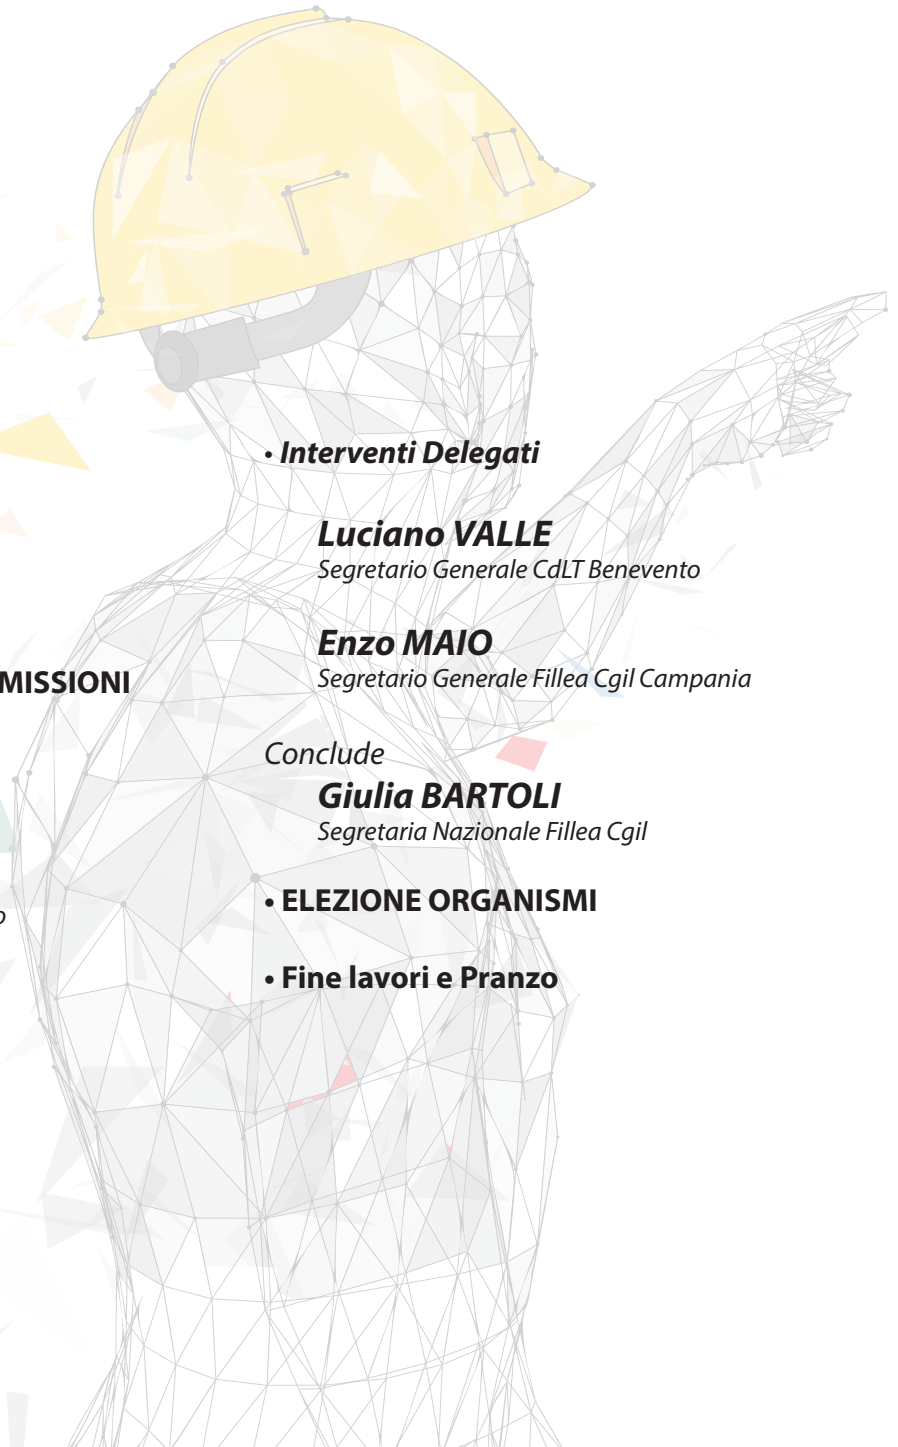 • Interventi Delegati
Luciano VALLE
Segretario Generale CdLT Benevento
Enzo MAIO
Segretario Generale Fillea Cgil Campania
MISSIONI
Conclude
Giulia BARTOLI
Segretaria Nazionale Fillea Cgil
• ELEZIONE ORGANISMI
o
• Fine lavori e Pranzo